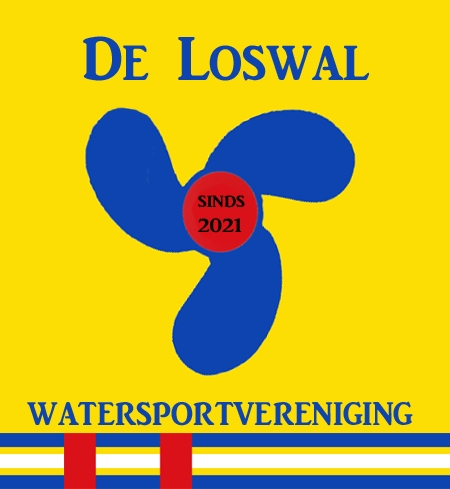 De Loswal
SINDS
2021
WATERSPORTVERENIGING